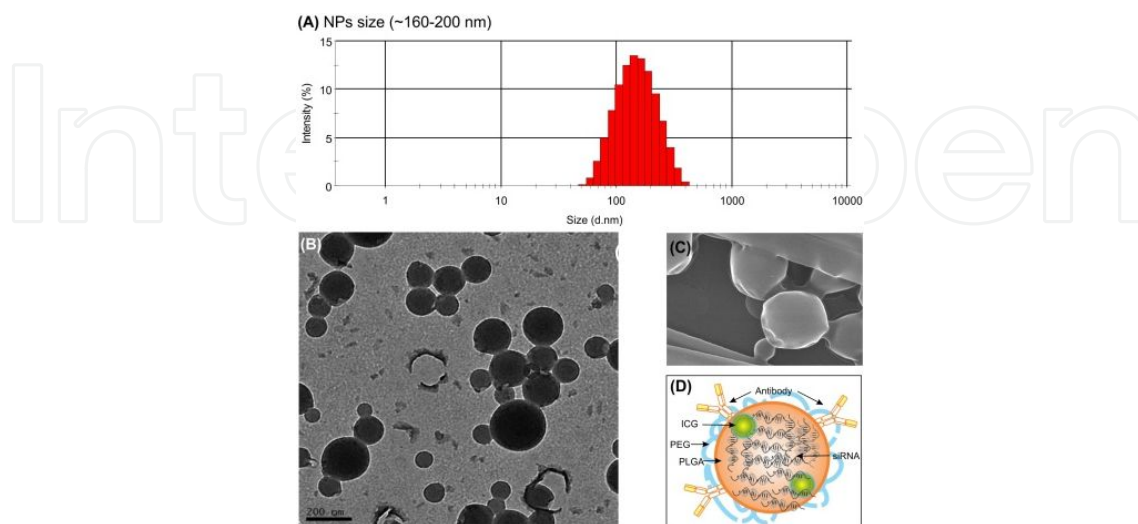 (A) NPs size (~160-200 nm)
15
10
5
0
Intensity (%)
1 10 100 1000 10000
Size (d.nm)
(B)
200 nm
(C)
(D)
Antibody
ICG
PEG
PLGA
siRNA